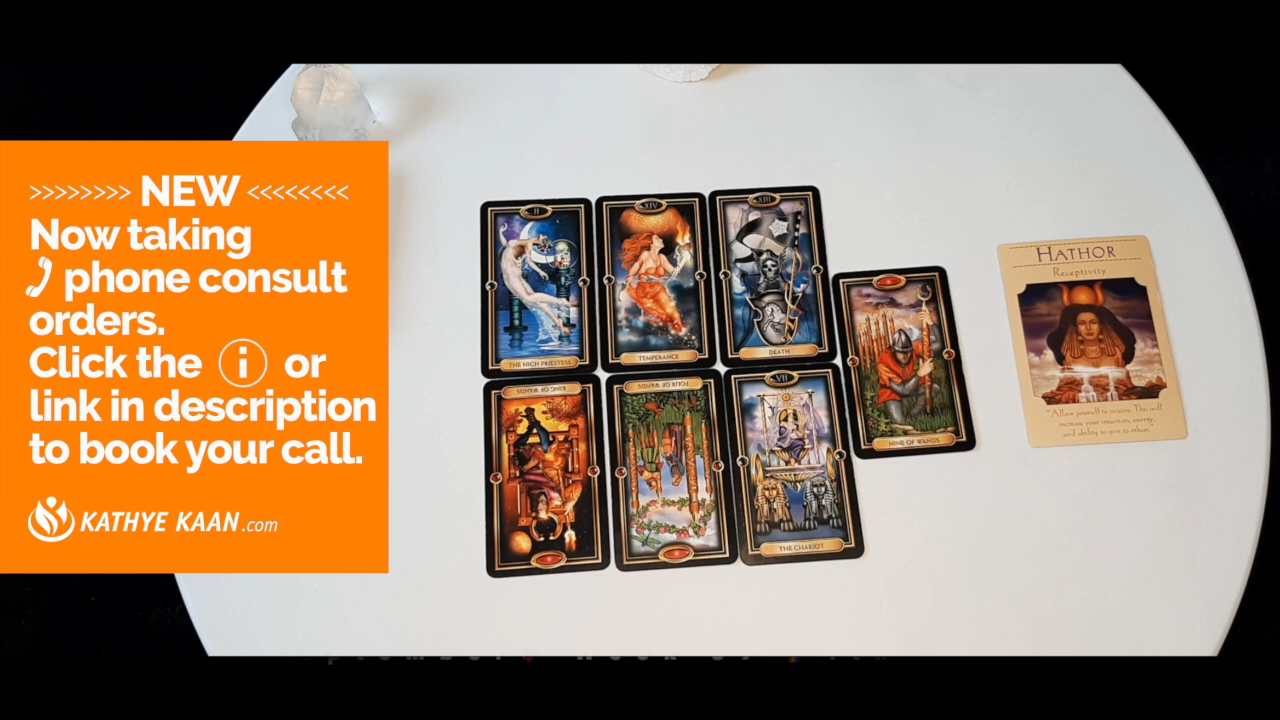 >>>>>>>> NEW <<<<<<<<
Now taking
phone consult
orders.
Click the i or
link in description
to book your call.
KATHYE KAAN.com
II
THE HIGH PRIESTESS
XIV
TEMPERANCE
XIII
DEATH
NINE OF WANDS
KING OF WANDS
FOUR OF WANDS
VII
THE CHARIOT
HATHOR
Receptivity
"Allow yourself to receive. This will
increase your intuition, energy,
and ability to give to others."